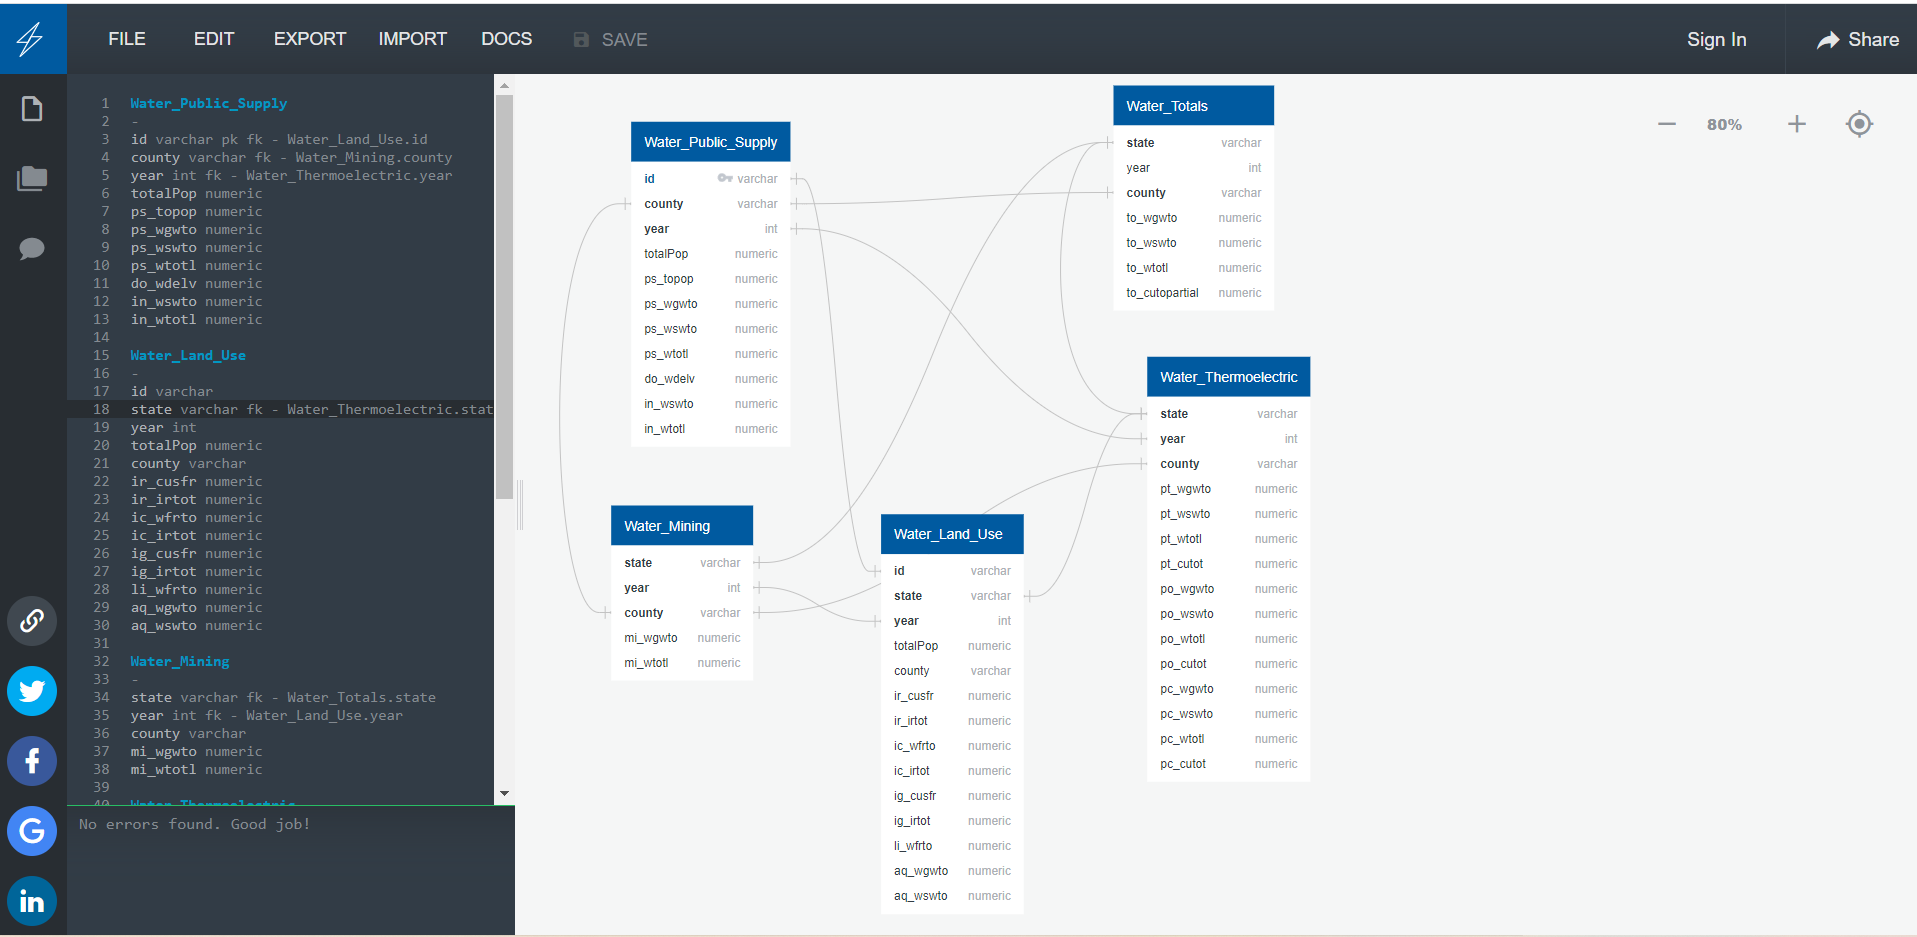 FILE EDIT EXPORT IMPORT DOCS SAVE Sign In Share
1 Water_Public_Supply
2 -
3 id varchar pk fk - Water_Land_Use.id
4 county varchar fk - Water_Mining.county
5 year int fk - Water_Thermoelectric.year
6 totalPop numeric
7 ps_topop numeric
8 ps_wgwto numeric
9 ps_wswto numeric
10 ps_wtotl numeric
11 do_wdelv numeric
12 in_wswto numeric
13 in_wtotl numeric
14
15 Water_Land_Use
16 -
17 id varchar
18 state varchar fk - Water_Thermoelectric.stat
19 year int
20 totalPop numeric
21 county varchar
22 ir_cusfr numeric
23 ir_irtot numeric
24 ic_wfrto numeric
25 ic_irtot numeric
26 ig_cusfr numeric
27 ig_irtot numeric
28 li_wfrto numeric
29 aq_wgwto numeric
30 aq_wswto numeric
31
32 Water_Mining
33 -
34 state varchar fk - Water_Totals.state
35 year int fk - Water_Land_Use.year
36 county varchar
37 mi_wgwto numeric
38 mi_wtotl numeric
39
40 Water_Thermoelectric
No errors found. Good job!
Water_Public_Supply
id varchar
county varchar
year int
totalPop numeric
ps_topop numeric
ps_wgwto numeric
ps_wswto numeric
ps_wtotl numeric
do_wdelv numeric
in_wswto numeric
in_wtotl numeric
Water_Totals
state varchar
year int
county varchar
to_wgwto numeric
to_wswto numeric
to_wtotl numeric
to_cutopartial numeric
80%
Water_Thermoelectric
state varchar
year int
county varchar
pt_wgwto numeric
pt_wswto numeric
pt_wtotl numeric
pt_cutot numeric
po_wgwto numeric
po_wswto numeric
po_wtotl numeric
po_cutot numeric
pc_wgwto numeric
pc_wswto numeric
pc_wtotl numeric
pc_cutot numeric
Water_Mining
state varchar
year int
county varchar
mi_wgwto numeric
mi_wtotl numeric
Water_Land_Use
id varchar
state varchar
year int
totalPop numeric
county varchar
ir_cusfr numeric
ir_irtot numeric
ic_wfrto numeric
ic_irtot numeric
ig_cusfr numeric
ig_irtot numeric
li_wfrto numeric
aq_wgwto numeric
aq_wswto numeric
f
G
in